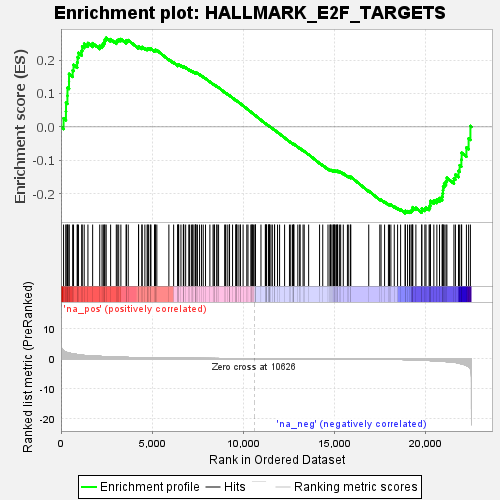 Enrichment plot: HALLMARK_E2F_TARGETS
Enrichment score (ES)
0.2
0.1
0.0
-0.1
-0.2
'na_pos' (positively correlated)
Ranked list metric (PreRanked)
10
0
-10
-20
Zero cross at 10626
'na_neg' (negatively correlated)
0
5,000
10,000
15,000
20,000
Rank in Ordered Dataset
Enrichment profile
Hits
Ranking metric scores